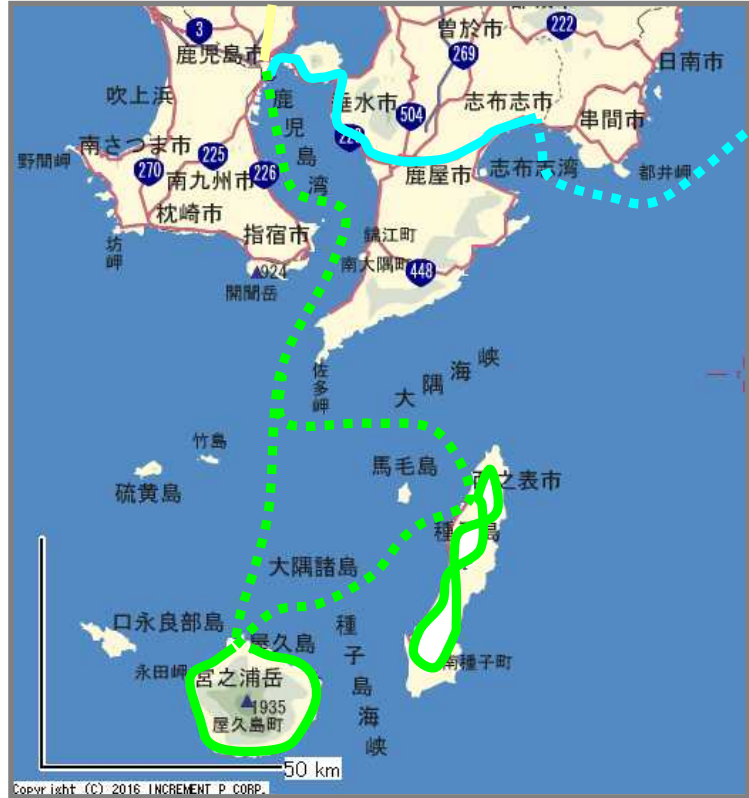 3
222
曽於市
鹿児島市
269
日南市
吹上浜
垂水市
504
志布志市
串間市
鹿児島湾
南さつま市
225
野間岬
270
南九州市
226
鹿屋市
志布志湾
都井岬
枕崎市
指宿市
錦江町
坊岬
924
南大隅町
448
開聞岳
佐多岬
大隅海峡
竹島
馬毛島
硫黄島
大隅諸島
口永良部島
屋久島
種子島海峡
永田岬
宮之浦岳
南種子町
1935
屋久島町
50 km
Copyright (C) 2016 INCREMENT P CORP.